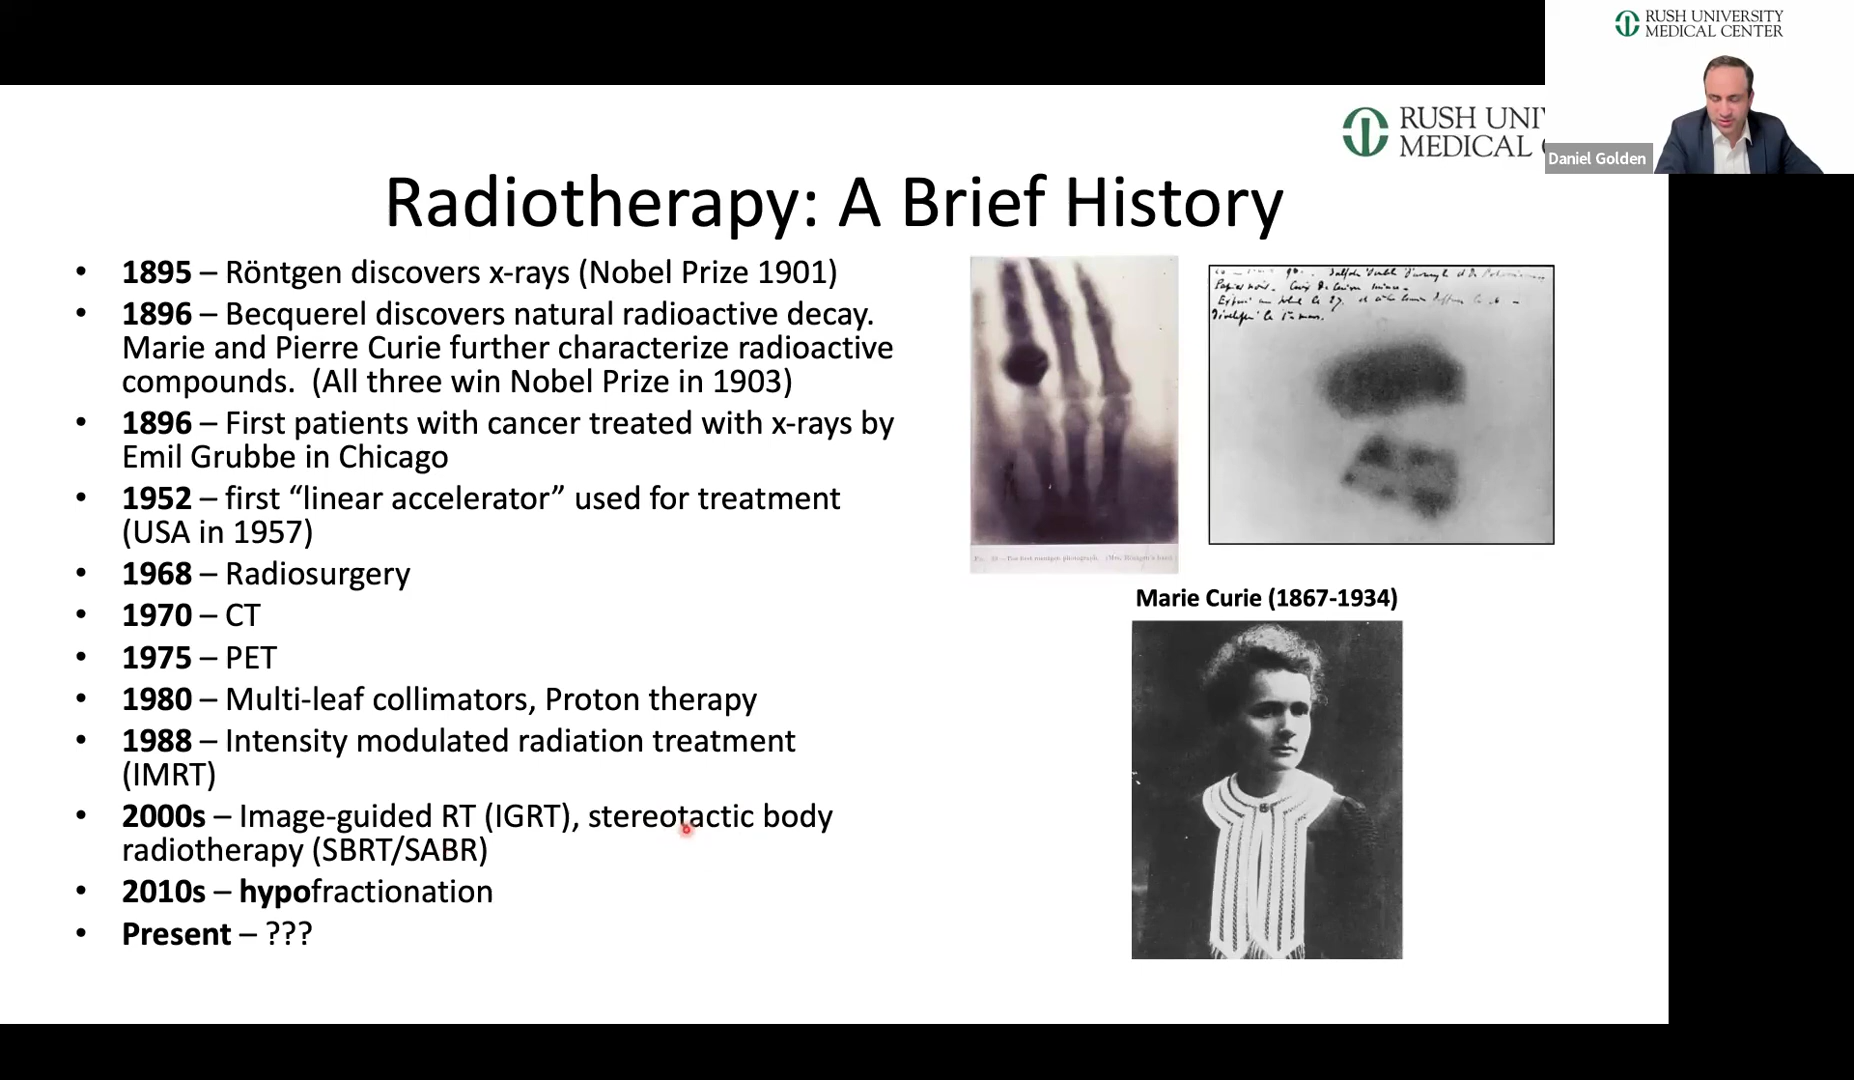 RUSH UNIVERSITY
MEDICAL CENTER
Daniel Golden
RUSH UNI
MEDICAL
Radiotherapy: A Brief History
• 1895 – Röntgen discovers x-rays (Nobel Prize 1901)
• 1896 – Becquerel discovers natural radioactive decay.
Marie and Pierre Curie further characterize radioactive
compounds. (All three win Nobel Prize in 1903)
• 1896 – First patients with cancer treated with x-rays by
Emil Grubbe in Chicago
• 1952 – first “linear accelerator” used for treatment
(USA in 1957)
• 1968 – Radiosurgery
• 1970 – CT
• 1975 – PET
• 1980 – Multi-leaf collimators, Proton therapy
• 1988 – Intensity modulated radiation treatment
(IMRT)
• 2000s – Image-guided RT (IGRT), stereotactic body
radiotherapy (SBRT/SABR)
• 2010s – hypofractionation
• Present – ???
Papier noir.
Marie Curie (1867-1934)